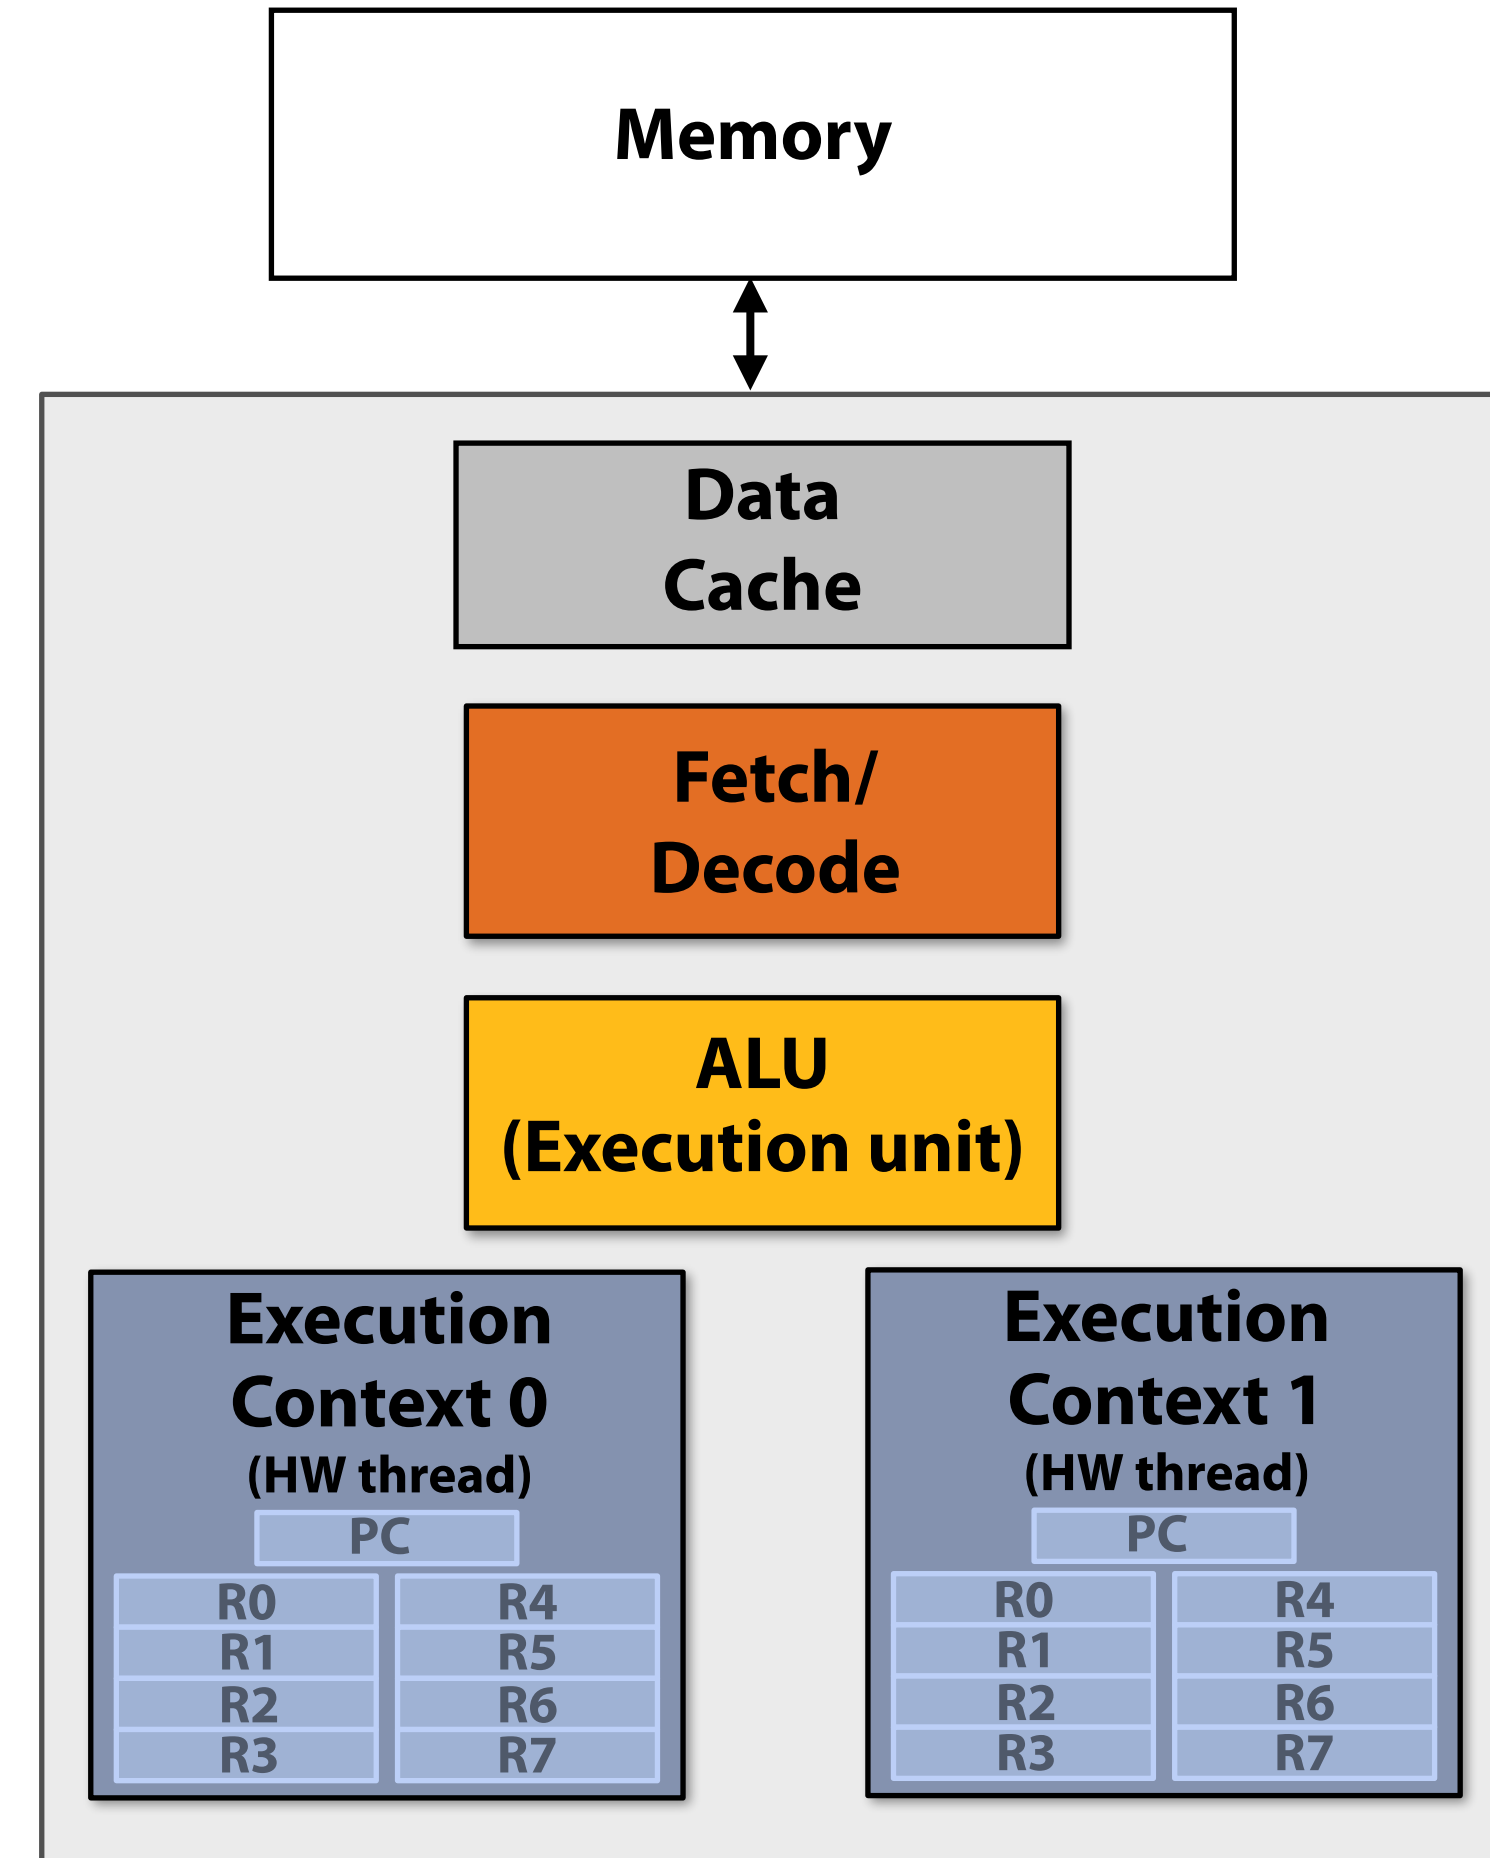 Memory
Data
Cache
Fetch/
Decode
ALU
(Execution unit)
Execution
Context 0
(HW thread)
PC
R0
R1
R2
R3
R4
R5
R6
R7
Execution
Context 1
(HW thread)
PC
R0
R1
R2
R3
R4
R5
R6
R7